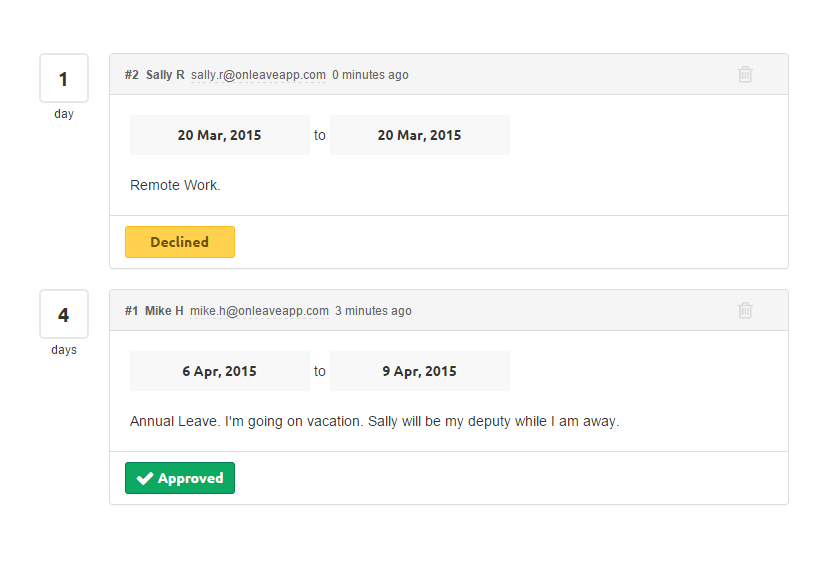 1
day
#2 Sally R sally.r@onleaveapp.com 0 minutes ago
20 Mar, 2015 to 20 Mar, 2015
Remote Work.
Declined
4
days
#1 Mike H mike.h@onleaveapp.com 3 minutes ago
6 Apr, 2015 to 9 Apr, 2015
Annual Leave. I'm going on vacation. Sally will be my deputy while I am away.
Approved